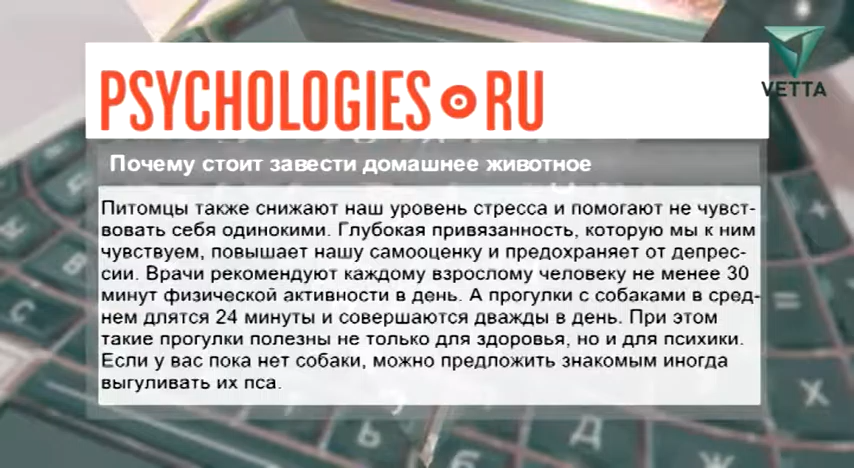 VETTA
PSYCHOLOGIES.RU
Почему стоит завести домашнее животное
Питомцы также снижают наш уровень стресса и помогают не чувст-
вовать себя одинокими. Глубокая привязанность, которую мы к ним
чувствуем, повышает нашу самооценку и предохраняет от депрес-
сии. Врачи рекомендуют каждому взрослому человеку не менее 30
минут физической активности в день. А прогулки с собаками в сред-
нем длятся 24 минуты и совершаются дважды в день. При этом
такие прогулки полезны не только для здоровья, но и для психики.
Если у вас пока нет собаки, можно предложить знакомым иногда
выгуливать их пса.